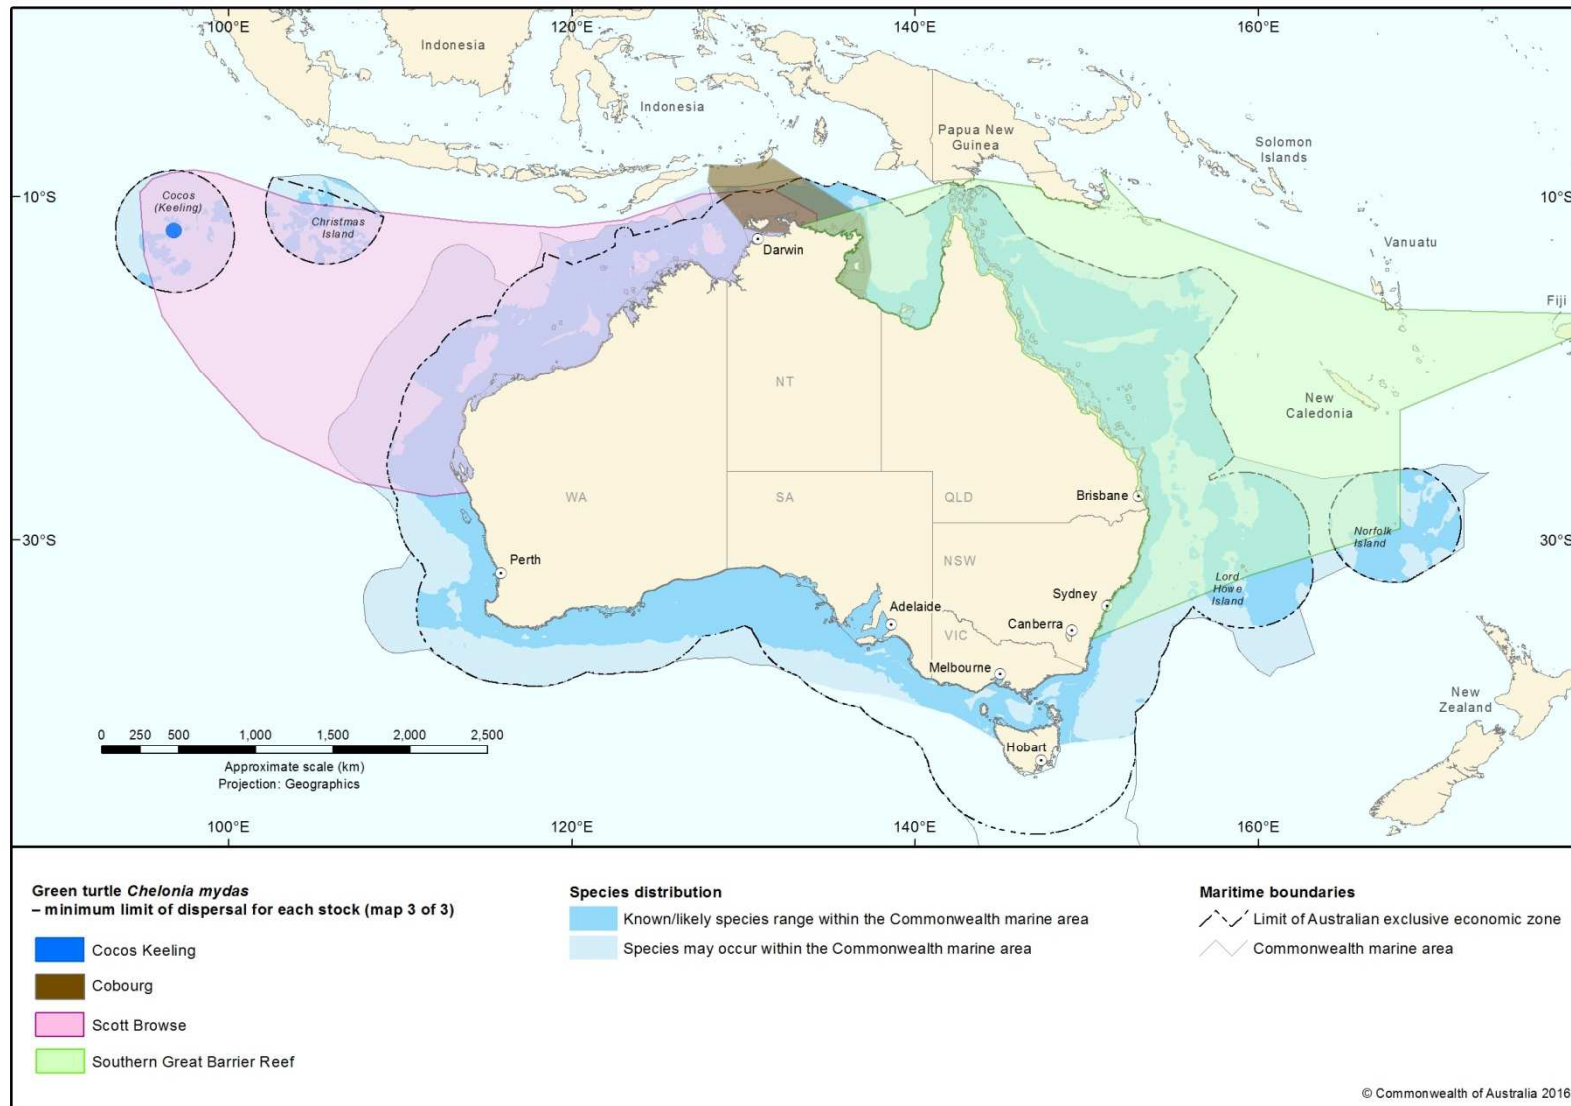 100°E
120°E
140°E
160°E
Indonesia
Indonesia
Papua New
Guinea
Solomon
Islands
10°S
10°S
Cocos
(Keeling)
Christmas
Island
Darwin
Vanuatu
Fiji
NT
New
Caledonia
WA
SA
QLD
Brisbane
30°S
30°S
Norfolk
Island
Perth
NSW
Lord
Howe
Island
Sydney
Adelaide
Canberra
VIC
Melbourne
New
Zealand
Hobart
0 250 500 1,000 1,500 2,000 2,500
Approximate scale (km)
Projection: Geographics
100°E
120°E
140°E
160°E
Green turtle Chelonia mydas
– minimum limit of dispersal for each stock (map 3 of 3)
Cocos Keeling
Cobourg
Scott Browse
Southern Great Barrier Reef
Species distribution
Known/likely species range within the Commonwealth marine area
Species may occur within the Commonwealth marine area
Maritime boundaries
Limit of Australian exclusive economic zone
Commonwealth marine area
© Commonwealth of Australia 2016